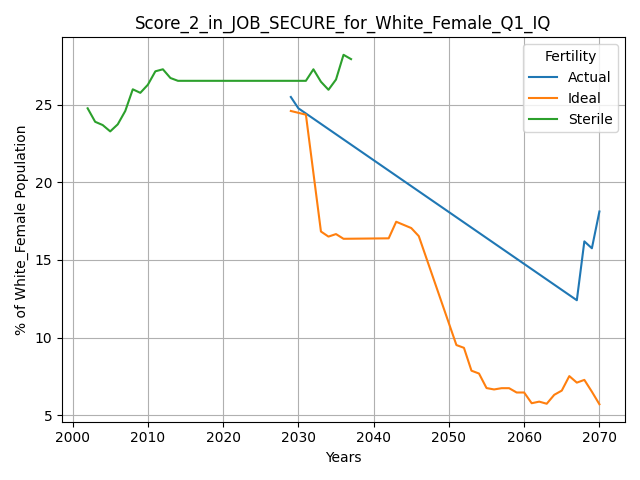 Score_2_in_JOB_SECURE_for_White_Female_Q1_IQ
Fertility
Actual
Ideal
Sterile
% of White_Female Population
25
20
15
10
5
2000 2010 2020 2030 2040 2050 2060 2070
Years